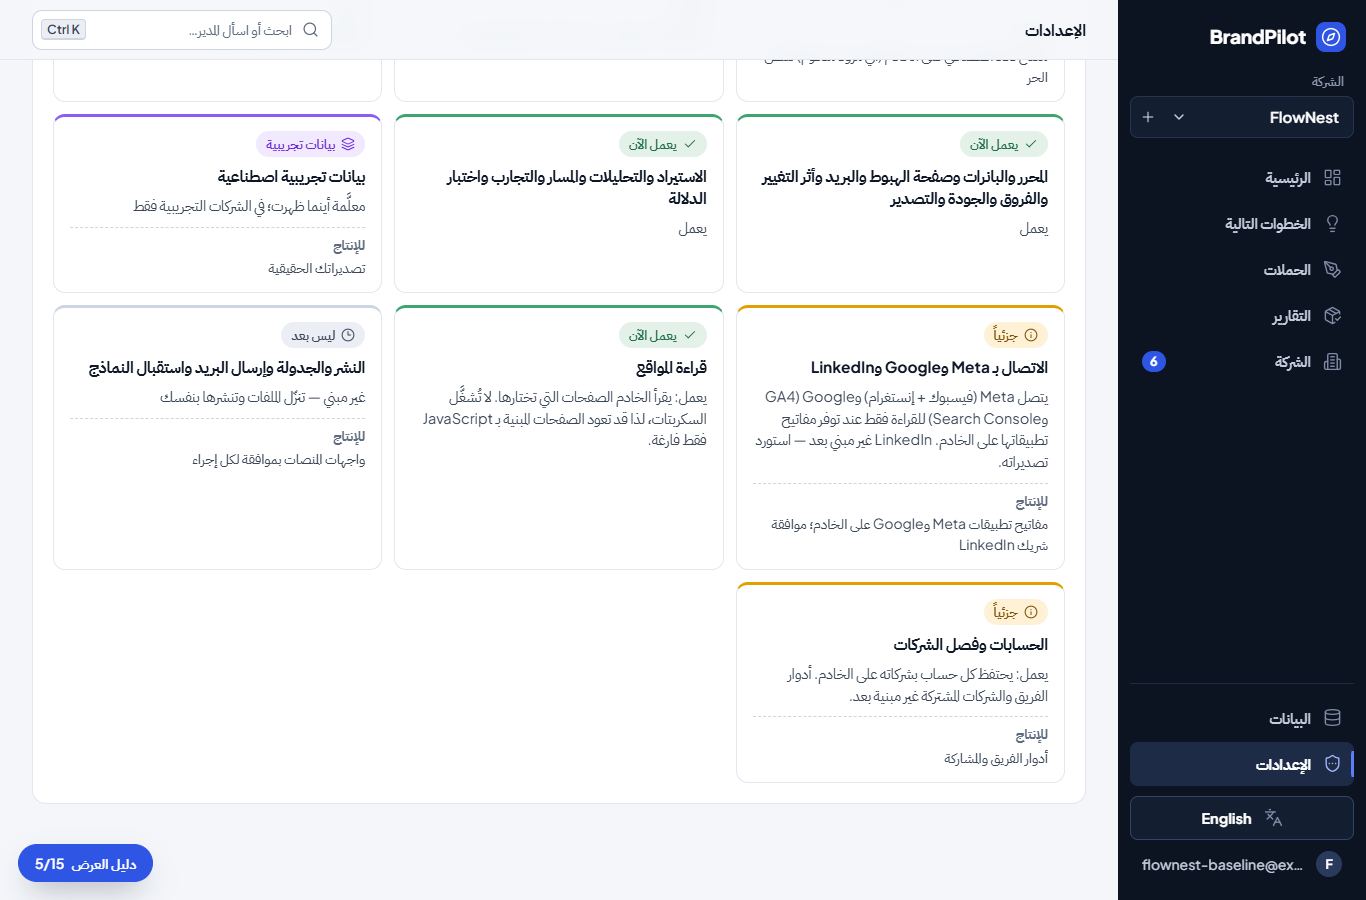 BrandPilot
الشركة
FlowNest
الرئيسية
الخطوات التالية
الحملات
التقارير
الشركة
6
البيانات
الإعدادات
English
flownest-baseline@ex...
F
الإعدادات
ابحث أو اسأل المدير...
Ctrl K
الحر
يعمل الآن
المحرر والبانرات وصفحة الهبوط والبريد وأثر التغيير
والفروق والجودة والتصدير
يعمل
يعمل الآن
الاستيراد والتحليلات والمسار والتجارب واختبار
الدلالة
يعمل
بيانات تجريبية
بيانات تجريبية اصطناعية
معلَّمة أينما ظهرت؛ في الشركات التجريبية فقط
للإنتاج
تصديراتك الحقيقية
جزئياً
الاتصال بـ Meta وGoogle وLinkedIn
يتصل Meta (فيسبوك + إنستغرام) وGoogle (GA4
وSearch Console) للقراءة فقط عند توفر مفاتيح
تطبيقاتها على الخادم. LinkedIn غير مبني بعد — استورد
تصديراته.
للإنتاج
مفاتيح تطبيقات Meta وGoogle على الخادم؛ موافقة
شريك LinkedIn
يعمل الآن
قراءة المواقع
يعمل: يقرأ الخادم الصفحات التي تختارها. لا تُشغَّل
السكربتات، لذا قد تعود الصفحات المبنية بـ JavaScript
فقط فارغة.
ليس بعد
النشر والجدولة وإرسال البريد واستقبال النماذج
غير مبني — تنزّل الملفات وتنشرها بنفسك
للإنتاج
واجهات المنصات بموافقة لكل إجراء
جزئياً
الحسابات وفصل الشركات
يعمل: يحتفظ كل حساب بشركاته على الخادم. أدوار
الفريق والشركات المشتركة غير مبنية بعد.
للإنتاج
أدوار الفريق والمشاركة
دليل العرض 5/15